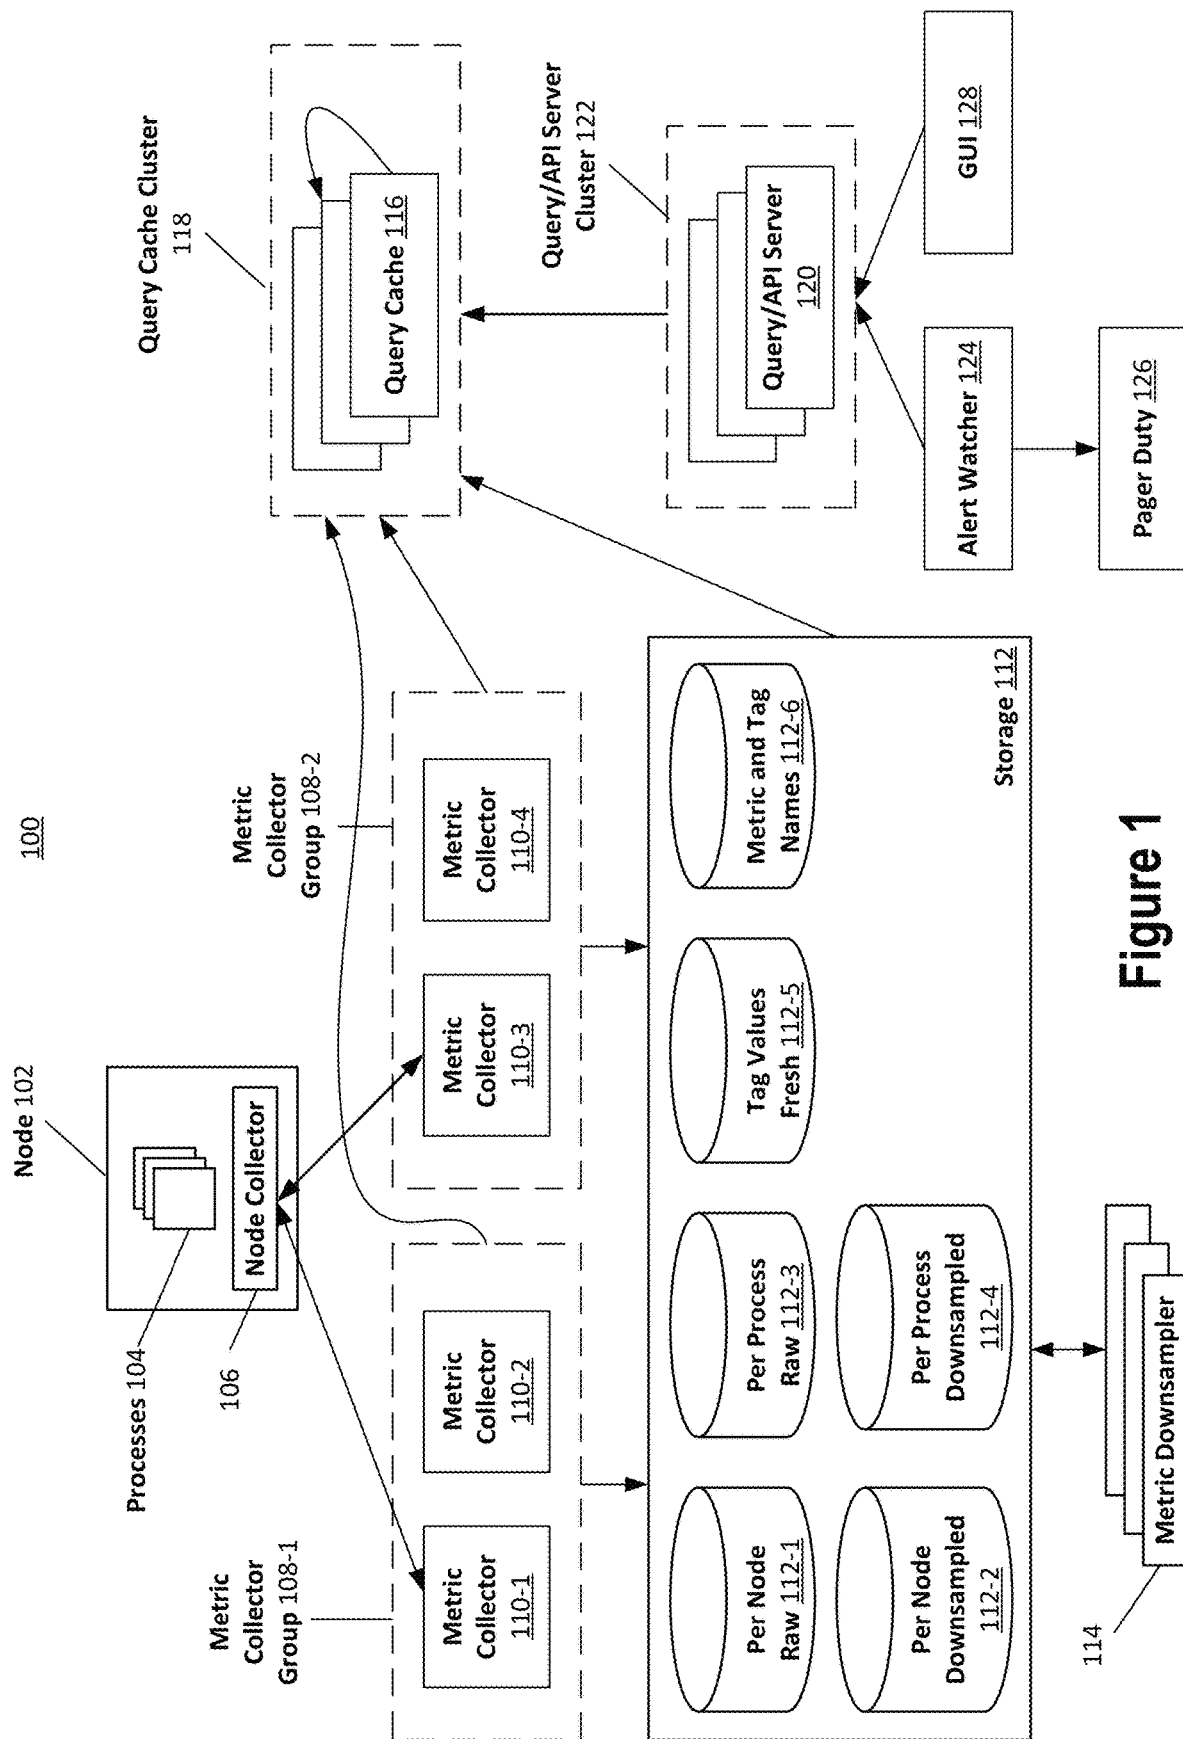 100
Node 102
Processes 104
106
Node Collector
Metric
Collector
Group 108-1
Metric
Collector
110-1
Metric
Collector
110-2
Metric
Collector
Group 108-2
Metric
Collector
110-3
Metric
Collector
110-4
Per Node
Raw 112-1
Per Process
Raw 112-3
Tag Values
Fresh 112-5
Metric and Tag
Names 112-6
Per Node
Downsampled
112-2
Per Process
Downsampled
112-4
Storage 112
114
Metric Downsampler
Query Cache Cluster
118
Query Cache 116
Query/API Server
Cluster 122
Query/API Server
120
Alert Watcher 124
GUI 128
Pager Duty 126
Figure 1